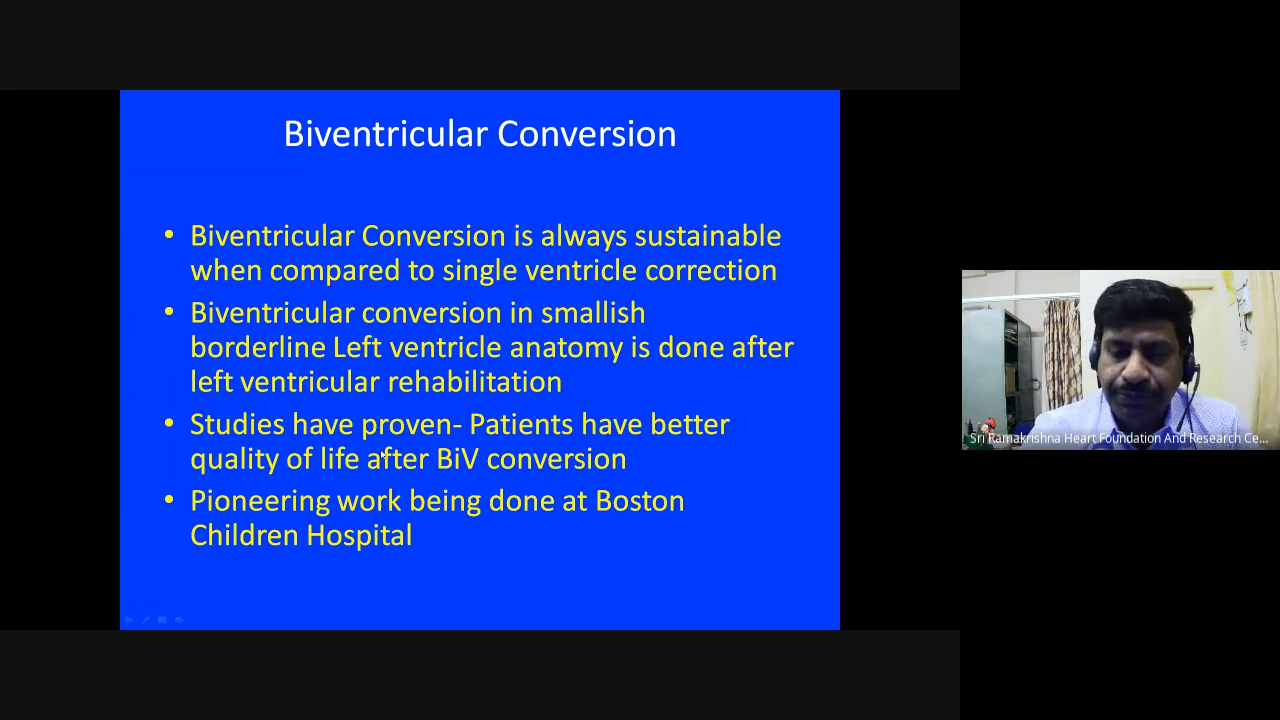 Biventricular Conversion
• Biventricular Conversion is always sustainable
when compared to single ventricle correction
• Biventricular conversion in smallish
borderline Left ventricle anatomy is done after
left ventricular rehabilitation
• Studies have proven- Patients have better
quality of life after BiV conversion
• Pioneering work being done at Boston
Children Hospital
Sri Ramakrishna Heart Foundation And Research Ce...